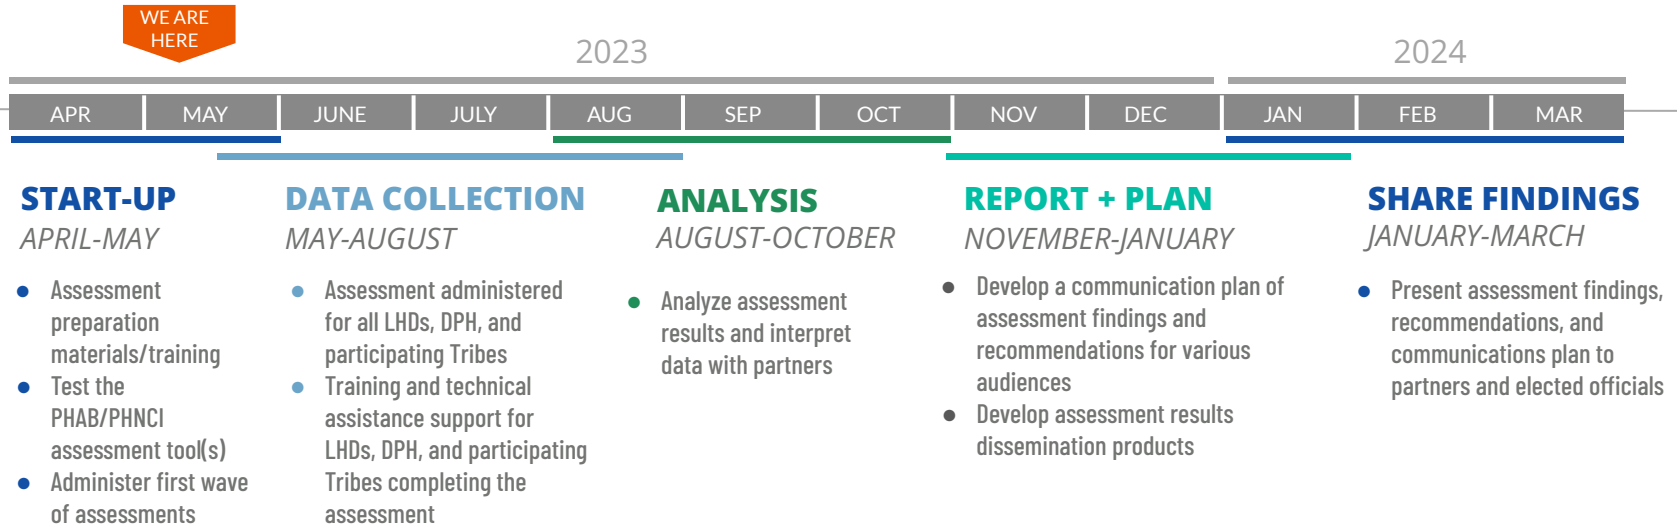 WE ARE
HERE
2023
2024
APR
MAY
JUNE
JULY
AUG
SEP
OCT
NOV
DEC
JAN
FEB
MAR
START-UP
APRIL-MAY
Assessment
preparation
materials/training
Test the
PHAB/PHNCI
assessment tool(s)
Administer first wave
of assessments
DATA COLLECTION
MAY-AUGUST
Assessment administered
for all LHDs, DPH, and
participating Tribes
Training and technical
assistance support for
LHDs, DPH, and participating
Tribes completing the
assessment
ANALYSIS
AUGUST-OCTOBER
Analyze assessment
results and interpret
data with partners
REPORT + PLAN
NOVEMBER-JANUARY
Develop a communication plan of
assessment findings and
recommendations for various
audiences
Develop assessment results
dissemination products
SHARE FINDINGS
JANUARY-MARCH
Present assessment findings,
recommendations, and
communications plan to
partners and elected officials